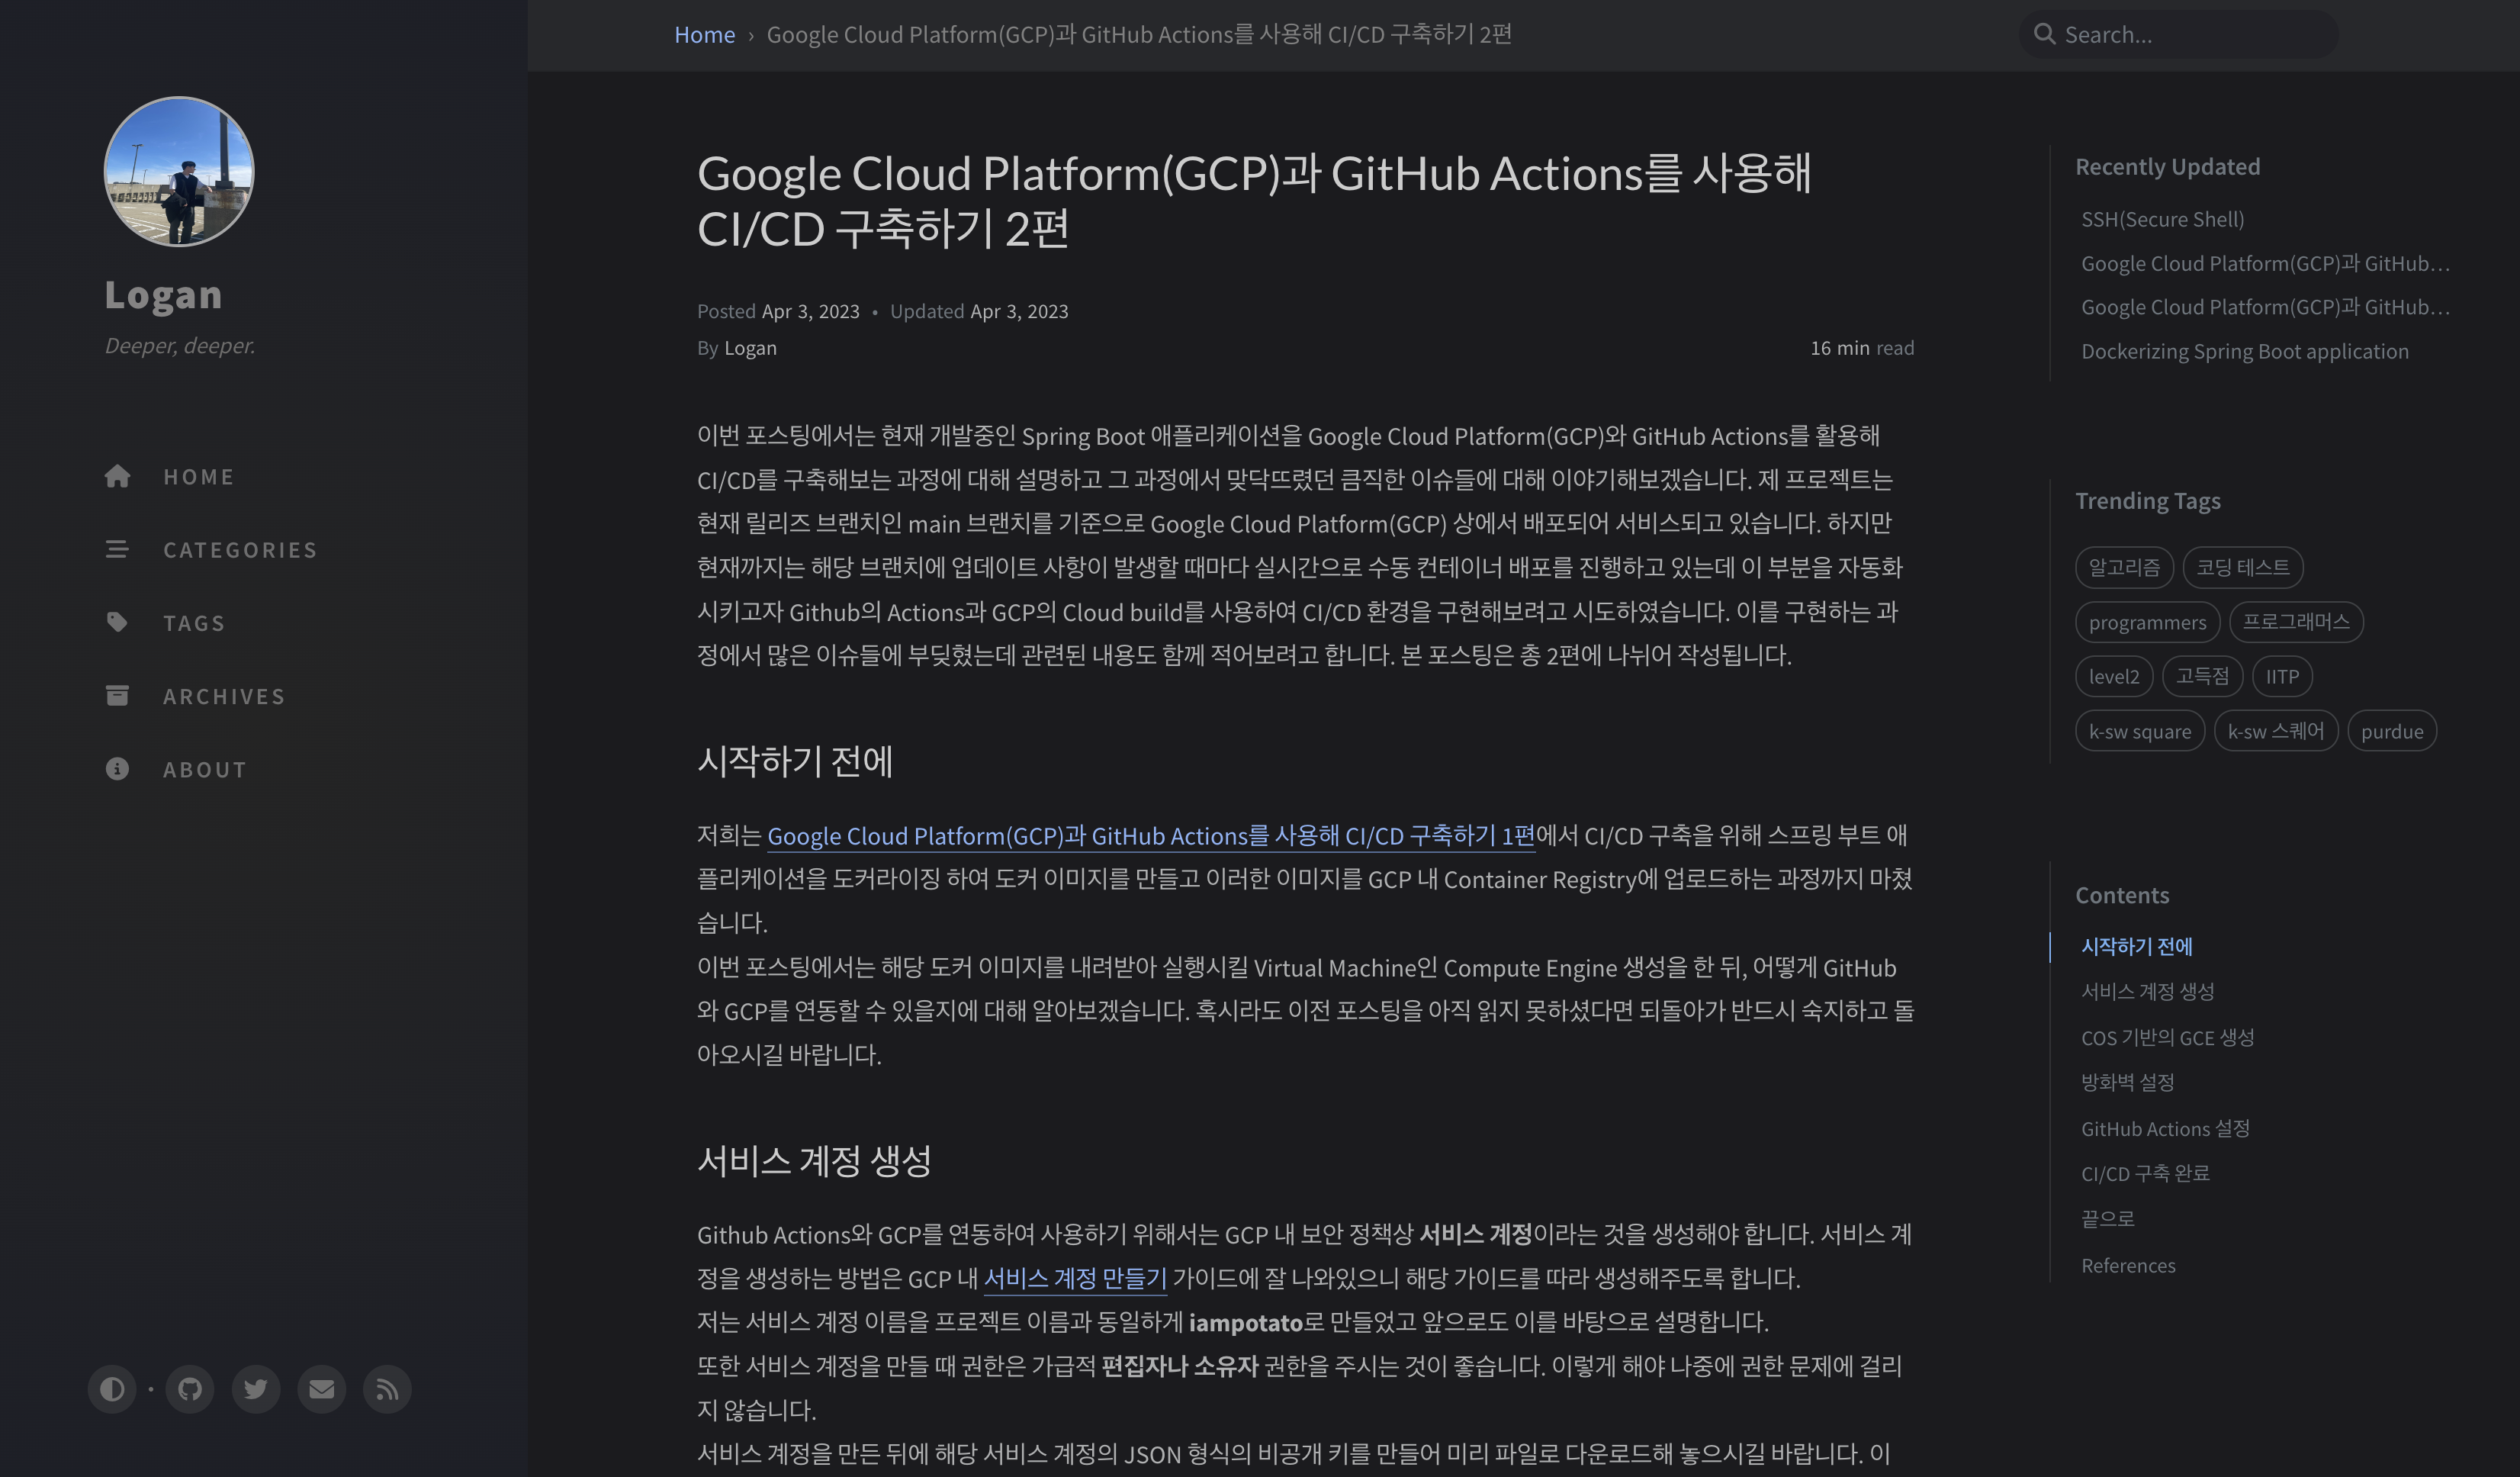 Logan
Deeper, deeper.
HOME
CATEGORIES
TAGS
ARCHIVES
ABOUT
Home › Google Cloud Platform(GCP)과 GitHub Actions를 사용해 CI/CD 구축하기 2편
Search...
Google Cloud Platform(GCP)과 GitHub Actions를 사용해
CI/CD 구축하기 2편
Posted Apr 3, 2023 • Updated Apr 3, 2023
By Logan
16 min read
이번 포스팅에서는 현재 개발중인 Spring Boot 애플리케이션을 Google Cloud Platform(GCP)와 GitHub Actions를 활용해
CI/CD를 구축해보는 과정에 대해 설명하고 그 과정에서 맞닥뜨렸던 큼직한 이슈들에 대해 이야기해보겠습니다. 제 프로젝트는
현재 릴리즈 브랜치인 main 브랜치를 기준으로 Google Cloud Platform(GCP) 상에서 배포되어 서비스되고 있습니다. 하지만
현재까지는 해당 브랜치에 업데이트 사항이 발생할 때마다 실시간으로 수동 컨테이너 배포를 진행하고 있는데 이 부분을 자동화
시키고자 Github의 Actions과 GCP의 Cloud build를 사용하여 CI/CD 환경을 구현해보려고 시도하였습니다. 이를 구현하는 과
정에서 많은 이슈들에 부딪혔는데 관련된 내용도 함께 적어보려고 합니다. 본 포스팅은 총 2편에 나뉘어 작성됩니다.
시작하기 전에
저희는 Google Cloud Platform(GCP)과 GitHub Actions를 사용해 CI/CD 구축하기 1편에서 CI/CD 구축을 위해 스프링 부트 애
플리케이션을 도커라이징 하여 도커 이미지를 만들고 이러한 이미지를 GCP 내 Container Registry에 업로드하는 과정까지 마쳤
습니다.
이번 포스팅에서는 해당 도커 이미지를 내려받아 실행시킬 Virtual Machine인 Compute Engine 생성을 한 뒤, 어떻게 GitHub
와 GCP를 연동할 수 있을지에 대해 알아보겠습니다. 혹시라도 이전 포스팅을 아직 읽지 못하셨다면 되돌아가 반드시 숙지하고 돌
아오시길 바랍니다.
서비스 계정 생성
Github Actions와 GCP를 연동하여 사용하기 위해서는 GCP 내 보안 정책상 서비스 계정이라는 것을 생성해야 합니다. 서비스 계
정을 생성하는 방법은 GCP 내 서비스 계정 만들기 가이드에 잘 나와있으니 해당 가이드를 따라 생성해주도록 합니다.
저는 서비스 계정 이름을 프로젝트 이름과 동일하게 iampotato로 만들었고 앞으로도 이를 바탕으로 설명합니다.
또한 서비스 계정을 만들 때 권한은 가급적 편집자나 소유자 권한을 주시는 것이 좋습니다. 이렇게 해야 나중에 권한 문제에 걸리
지 않습니다.
서비스 계정을 만든 뒤에 해당 서비스 계정의 JSON 형식의 비공개 키를 만들어 미리 파일로 다운로드해 놓으시길 바랍니다. 이
Recently Updated
SSH(Secure Shell)
Google Cloud Platform(GCP)과 GitHub…
Google Cloud Platform(GCP)과 GitHub…
Dockerizing Spring Boot application
Trending Tags
알고리즘 코딩 테스트
programmers 프로그래머스
level2 고득점 IITP
k-sw square k-sw 스퀘어 purdue
Contents
시작하기 전에
서비스 계정 생성
COS 기반의 GCE 생성
방화벽 설정
GitHub Actions 설정
CI/CD 구축 완료
끝으로
References